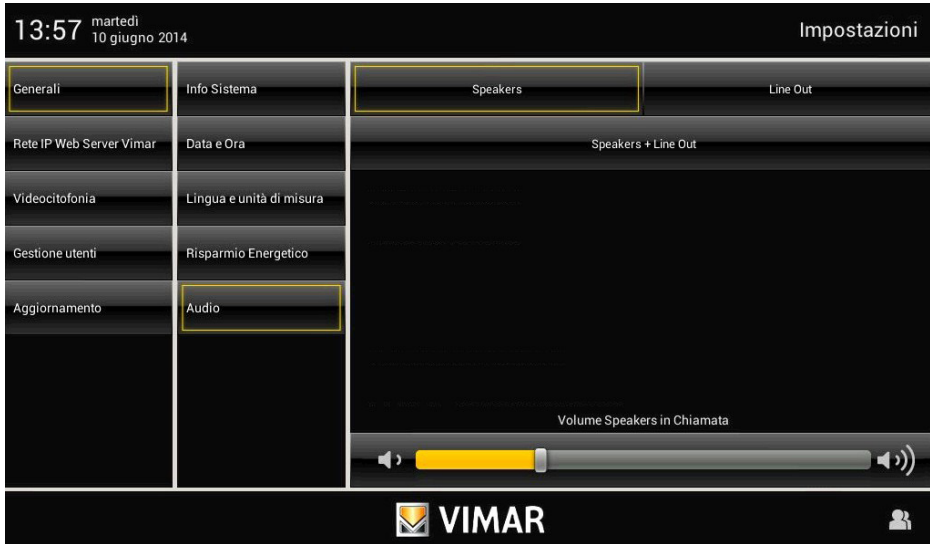 13:57 martedì
10 giugno 2014
Impostazioni
Generali
Rete IP Web Server Vimar
Videocitofonia
Gestione utenti
Aggiornamento
Info Sistema
Data e Ora
Lingua e unità di misura
Risparmio Energetico
Audio
Speakers
Line Out
Speakers + Line Out
Volume Speakers in Chiamata
VIMAR